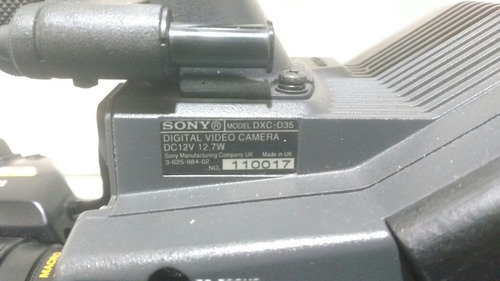 SONY® MODEL DXC-D35
DIGITAL VIDEO CAMERA
DC12V 12.7W
Sony Manufacturing Company UK Made in UK
3-625-984-02
NO. 110017
MACRO